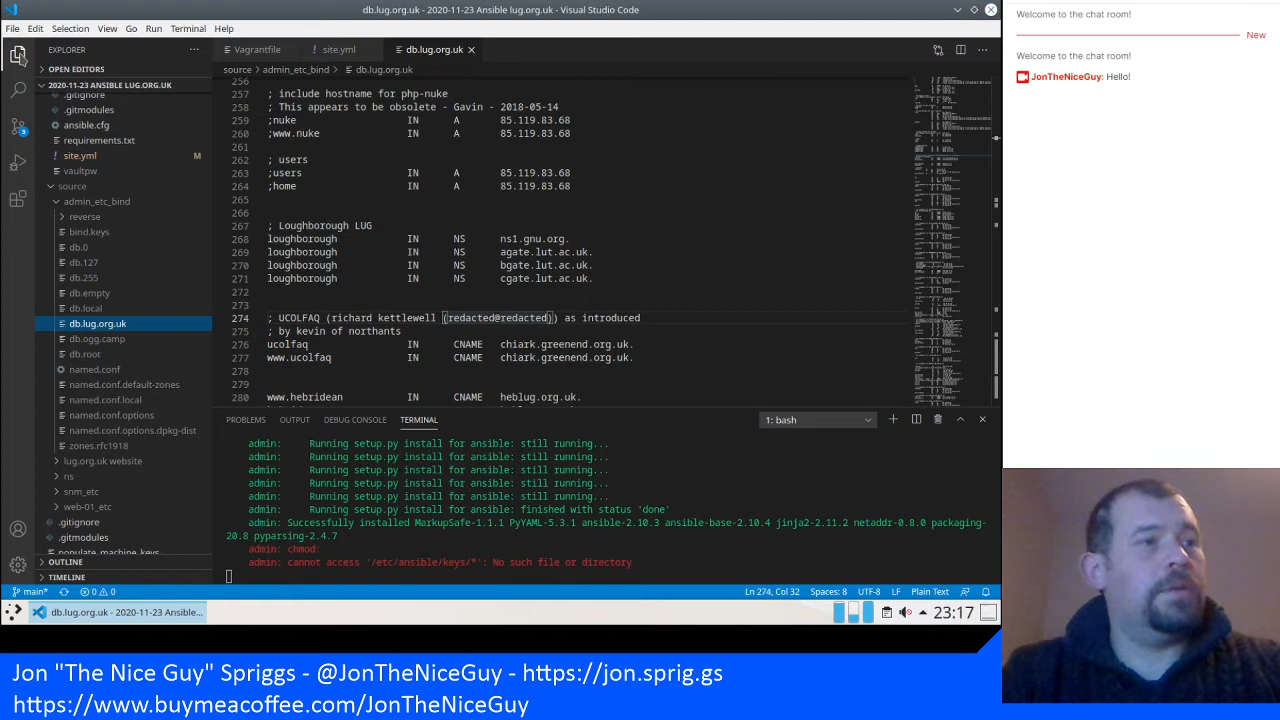 db.lug.org.uk - 2020-11-23 Ansible lug.org.uk - Visual Studio Code
File Edit Selection View Go Run Terminal Help
EXPLORER
OPEN EDITORS
2020-11-23 ANSIBLE LUG.ORG.UK
.gitignore
.gitmodules
ansible.cfg
requirements.txt
site.yml M
vaultpw
source
admin_etc_bind
reverse
bind.keys
db.0
db.127
db.255
db.empty
db.local
db.lug.org.uk
db.ogg.camp
db.root
named.conf
named.conf.default-zones
named.conf.local
named.conf.options
named.conf.options.dpkg-dist
zones.rfc1918
lug.org.uk website
ns
snm_etc
web-01_etc
.gitignore
.gitmodules
populate_machine_keys
OUTLINE
TIMELINE
3
Vagrantfile site.yml db.lug.org.uk
source admin_etc_bind db.lug.org.uk
256
257 ; include hostname for php-nuke
258 ; This appears to be obsolete - Gavin - 2018-05-14
259 ;nuke IN A 85.119.83.68
260 ;www.nuke IN A 85.119.83.68
261
262 ; users
263 ;users IN A 85.119.83.68
264 ;home IN A 85.119.83.68
265
266
267 ; Loughborough LUG
268 loughborough IN NS ns1.gnu.org.
269 loughborough IN NS agate.lut.ac.uk.
270 loughborough IN NS bgate.lut.ac.uk.
271 loughborough IN NS cgate.lut.ac.uk.
272
273
274 ; UCOLFAQ (richard kettlewell (redacted@redacted)) as introduced
275 ; by kevin of northants
276 ucolfaq IN CNAME chiark.greenend.org.uk.
277 www.ucolfaq IN CNAME chiark.greenend.org.uk.
278
279
280 www.hebridean IN CNAME heblug.org.uk.
PROBLEMS OUTPUT DEBUG CONSOLE TERMINAL 1: bash
admin: Running setup.py install for ansible: still running...
admin: Running setup.py install for ansible: still running...
admin: Running setup.py install for ansible: still running...
admin: Running setup.py install for ansible: still running...
admin: Running setup.py install for ansible: still running...
admin: Running setup.py install for ansible: finished with status 'done'
admin: Successfully installed MarkupSafe-1.1.1 PyYAML-5.3.1 ansible-2.10.3 ansible-base-2.10.4 jinja2-2.11.2 netaddr-0.8.0 packaging-
20.8 pyparsing-2.4.7
admin: chmod:
admin: cannot access '/etc/ansible/keys/*': No such file or directory
main* 0 0 Ln 274, Col 32 Spaces: 8 UTF-8 LF Plain Text
db.lug.org.uk - 2020-11-23 Ansible... 23:17
Welcome to the chat room!
New
Welcome to the chat room!
JonTheNiceGuy: Hello!
Jon "The Nice Guy" Spriggs - @JonTheNiceGuy - https://jon.sprig.gs
https://www.buymeacoffee.com/JonTheNiceGuy